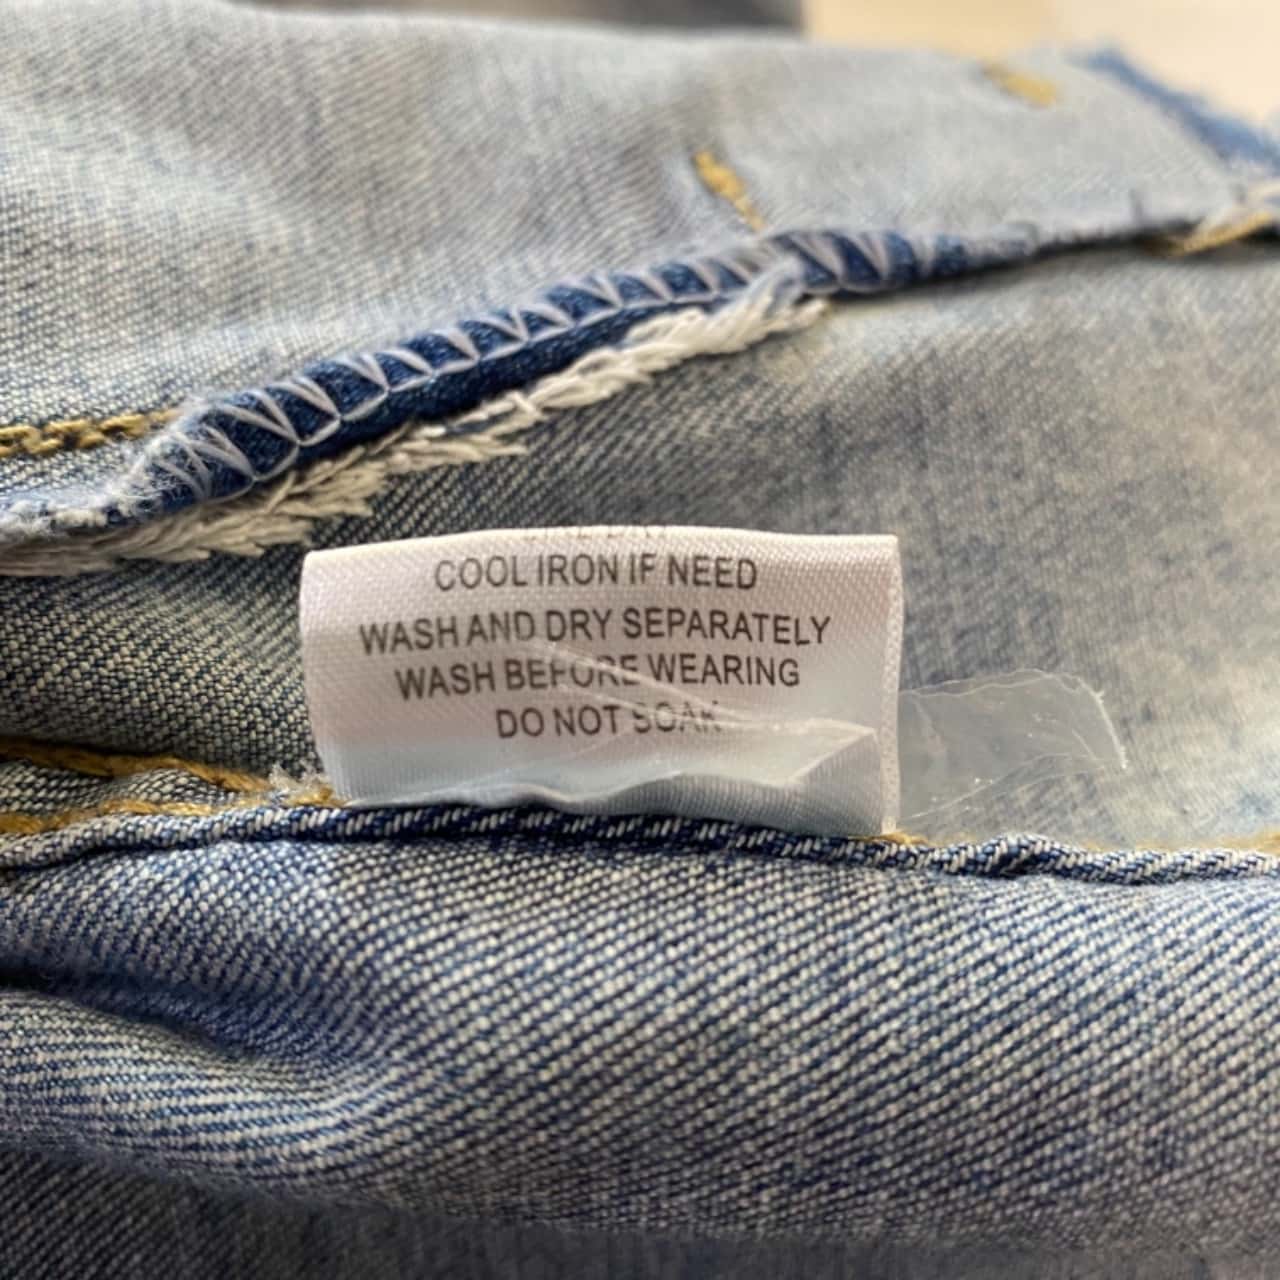 COOL IRON IF NEED
WASH AND DRY SEPARATELY
WASH BEFORE WEARING
DO NOT SOAK